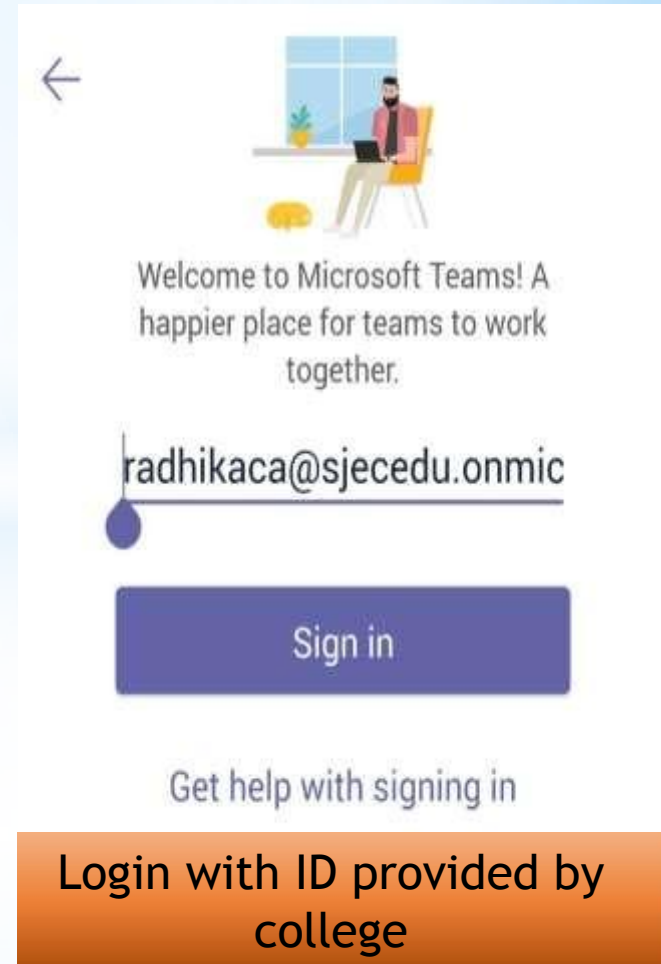 Welcome to Microsoft Teams! A
happier place for teams to work
together.
radhikaca@sjecedu.onmic
Sign in
Get help with signing in
Login with ID provided by
college